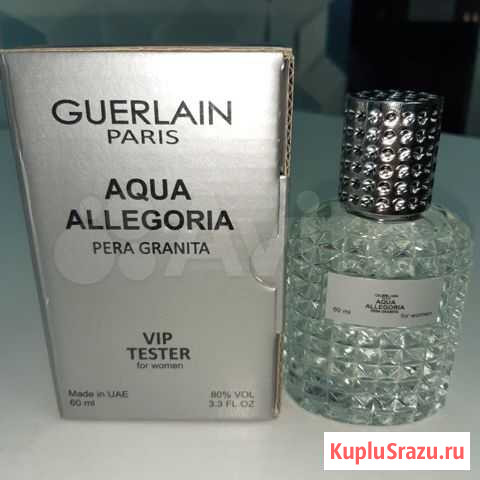 GUERLAIN
PARIS
AQUA
ALLEGORIA
PERA GRANITA
VIP
TESTER
for women
Made in UAE
60 ml
80% VOL
3.3 FL OZ
GUERLAIN
AQUA
ALLEGORIA
PERA GRANITA
60 ml
for women
Avito
KupluSrazu.ru